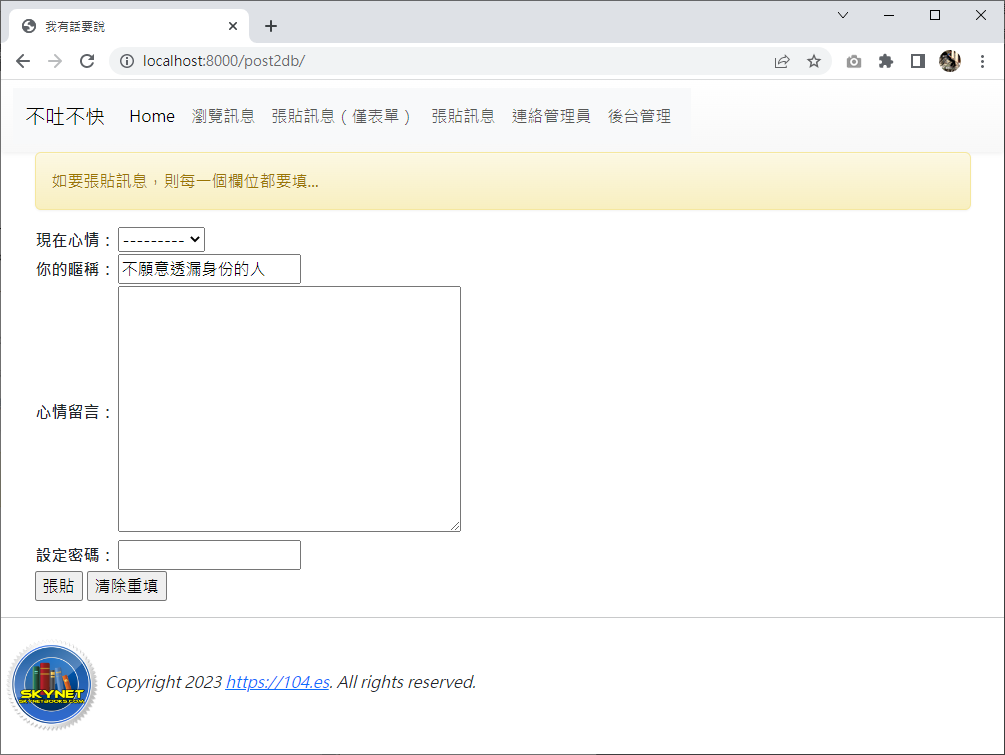 我有話要說
localhost:8000/post2db/
不吐不快 Home 瀏覽訊息 張貼訊息（僅表單） 張貼訊息 連絡管理員 後台管理
如要張貼訊息，則每一個欄位都要填...
現在心情： ---------
你的暱稱： 不願意透漏身份的人
心情留言：
設定密碼：
張貼 清除重填
SKYNET
SKYNETBOOKS.COM
Copyright 2023 https://104.es. All rights reserved.